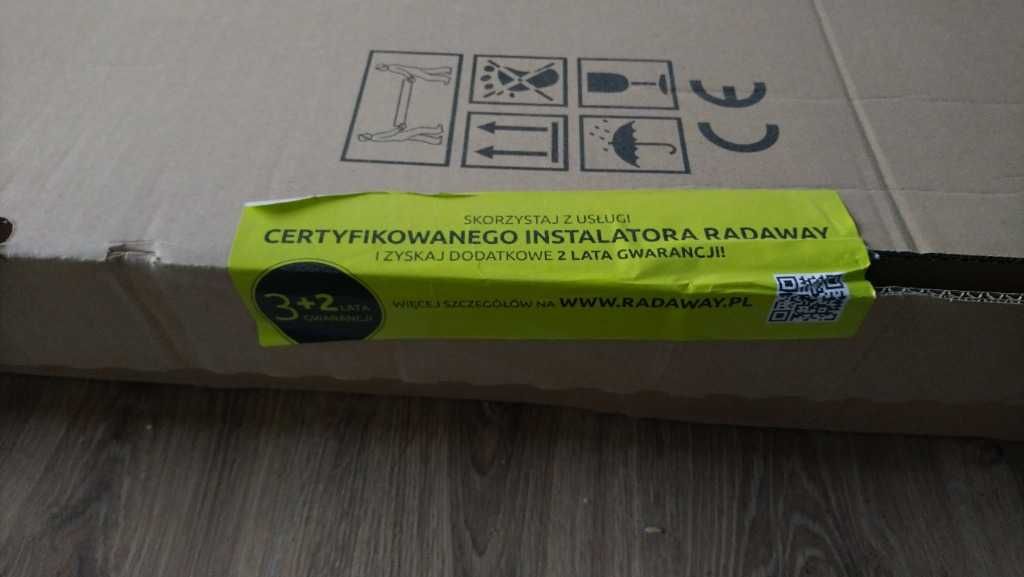 CE
SKORZYSTAJ Z USŁUGI
CERTYFIKOWANEGO INSTALATORA RADAWAY
I ZYSKAJ DODATKOWE 2 LATA GWARANCJI!
3+2 LATA
GWARANCJI
WIĘCEJ SZCZEGÓŁÓW NA WWW.RADAWAY.PL